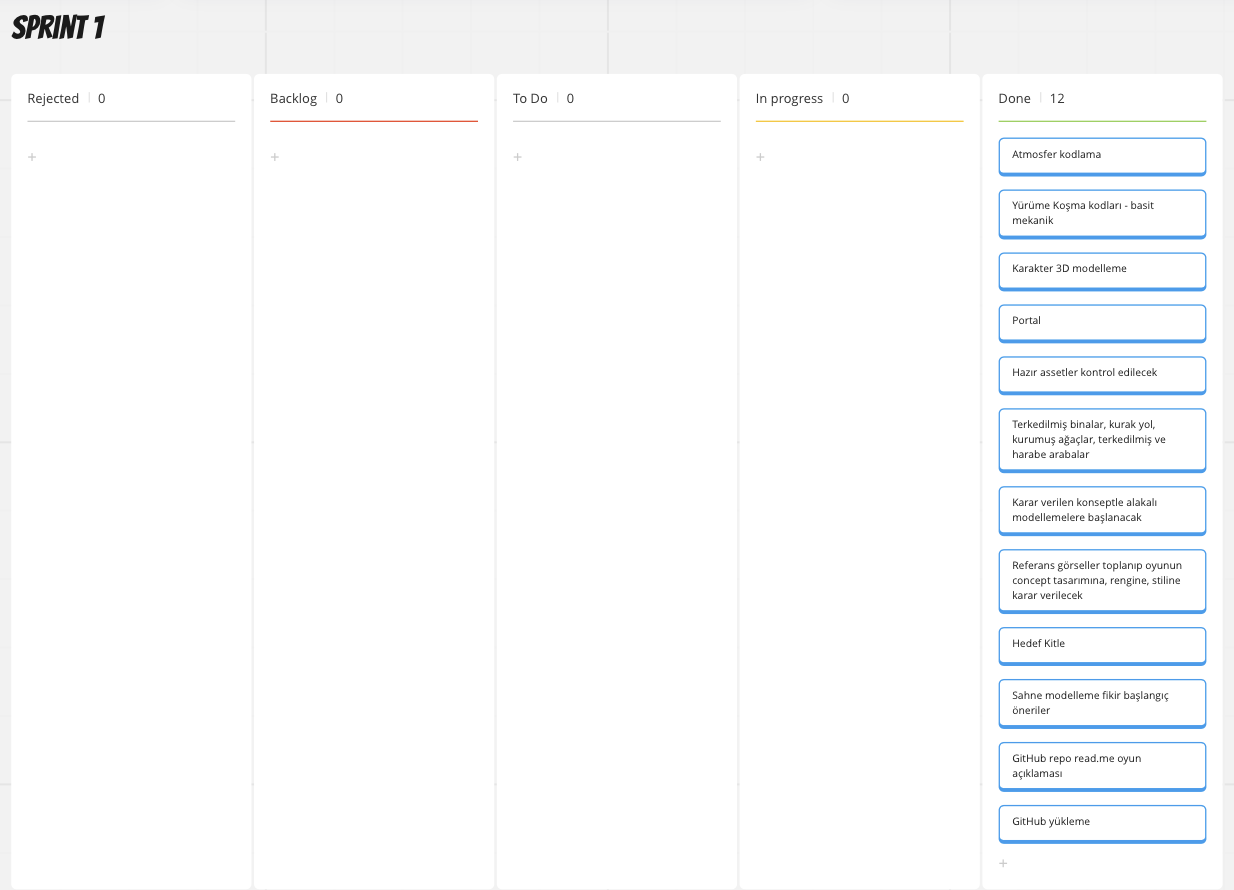 SPRINT 1
Rejected 0
Backlog 0
To Do 0
In progress 0
Done 12
+
+
+
+
Atmosfer kodlama
Yürüme Koşma kodları - basit
mekanik
Karakter 3D modelleme
Portal
Hazır assetler kontrol edilecek
Terkedilmiş binalar, kurak yol,
kurumuş ağaçlar, terkedilmiş ve
harabe arabalar
Karar verilen konseptle alakalı
modellemelere başlanacak
Referans görseller toplanıp oyunun
concept tasarımına, rengine, stiline
karar verilecek
Hedef Kitle
Sahne modelleme fikir başlangıç
öneriler
GitHub repo read.me oyun
açıklaması
GitHub yükleme
+